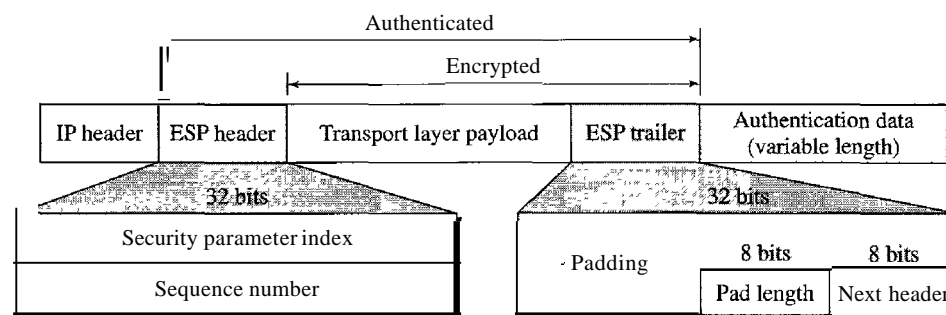 Authenticated
Encrypted
IP header
ESP header
Transport layer payload
ESP trailer
Authentication data
(variable length)
32 bits
32 bits
Security parameter index
Sequence number
Padding
8 bits
8 bits
Pad length
Next header